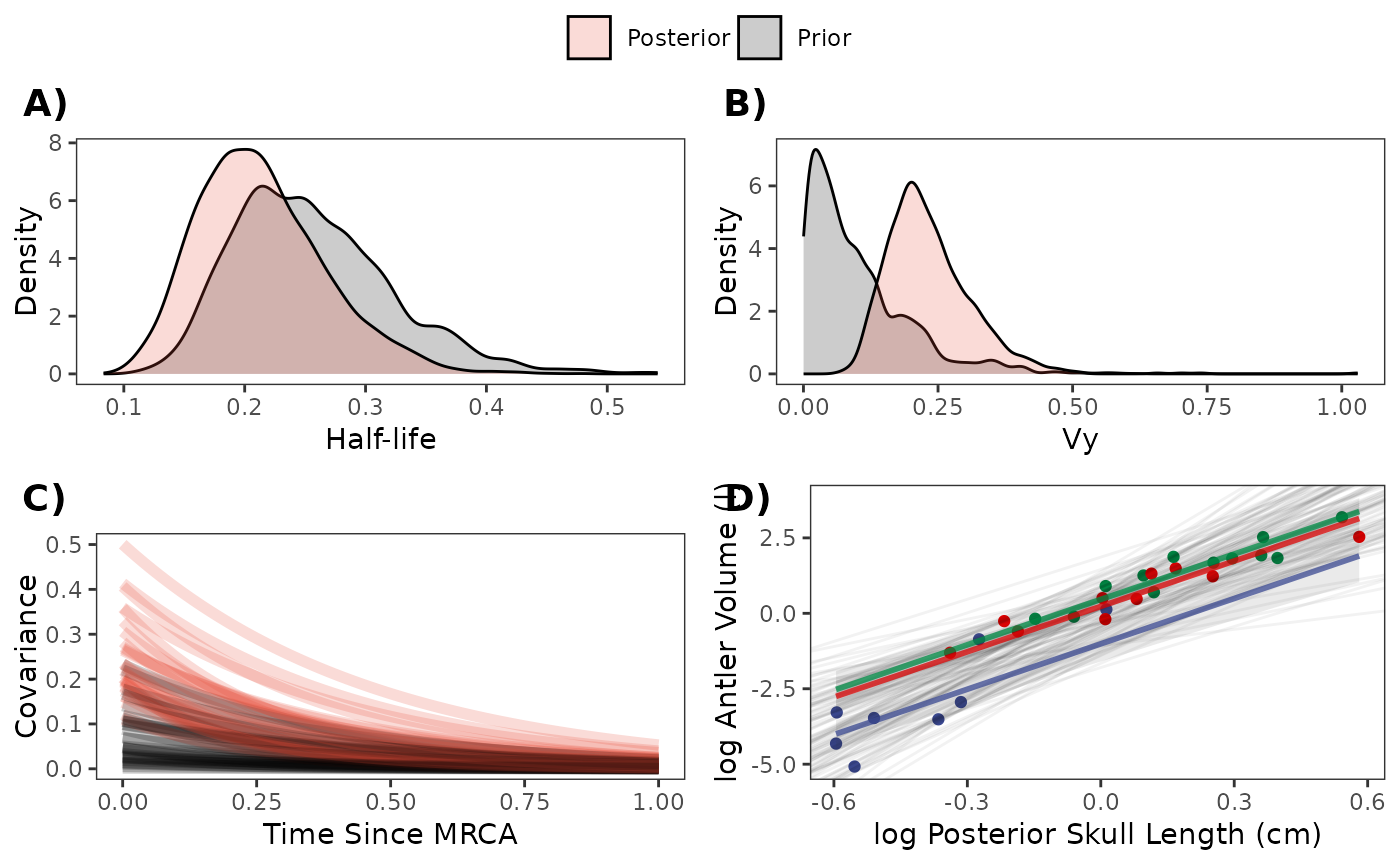 Posterior Prior
A)
Density
8
6
4
2
0
0.1 0.2 0.3 0.4 0.5
Half-life
B)
Density
6
4
2
0
0.00 0.25 0.50 0.75 1.00
Vy
C)
Covariance
0.5
0.4
0.3
0.2
0.1
0.0
0.00 0.25 0.50 0.75 1.00
Time Since MRCA
D)
log Antler Volume (l)
2.5
0.0
-2.5
-5.0
-0.6 -0.3 0.0 0.3 0.6
log Posterior Skull Length (cm)